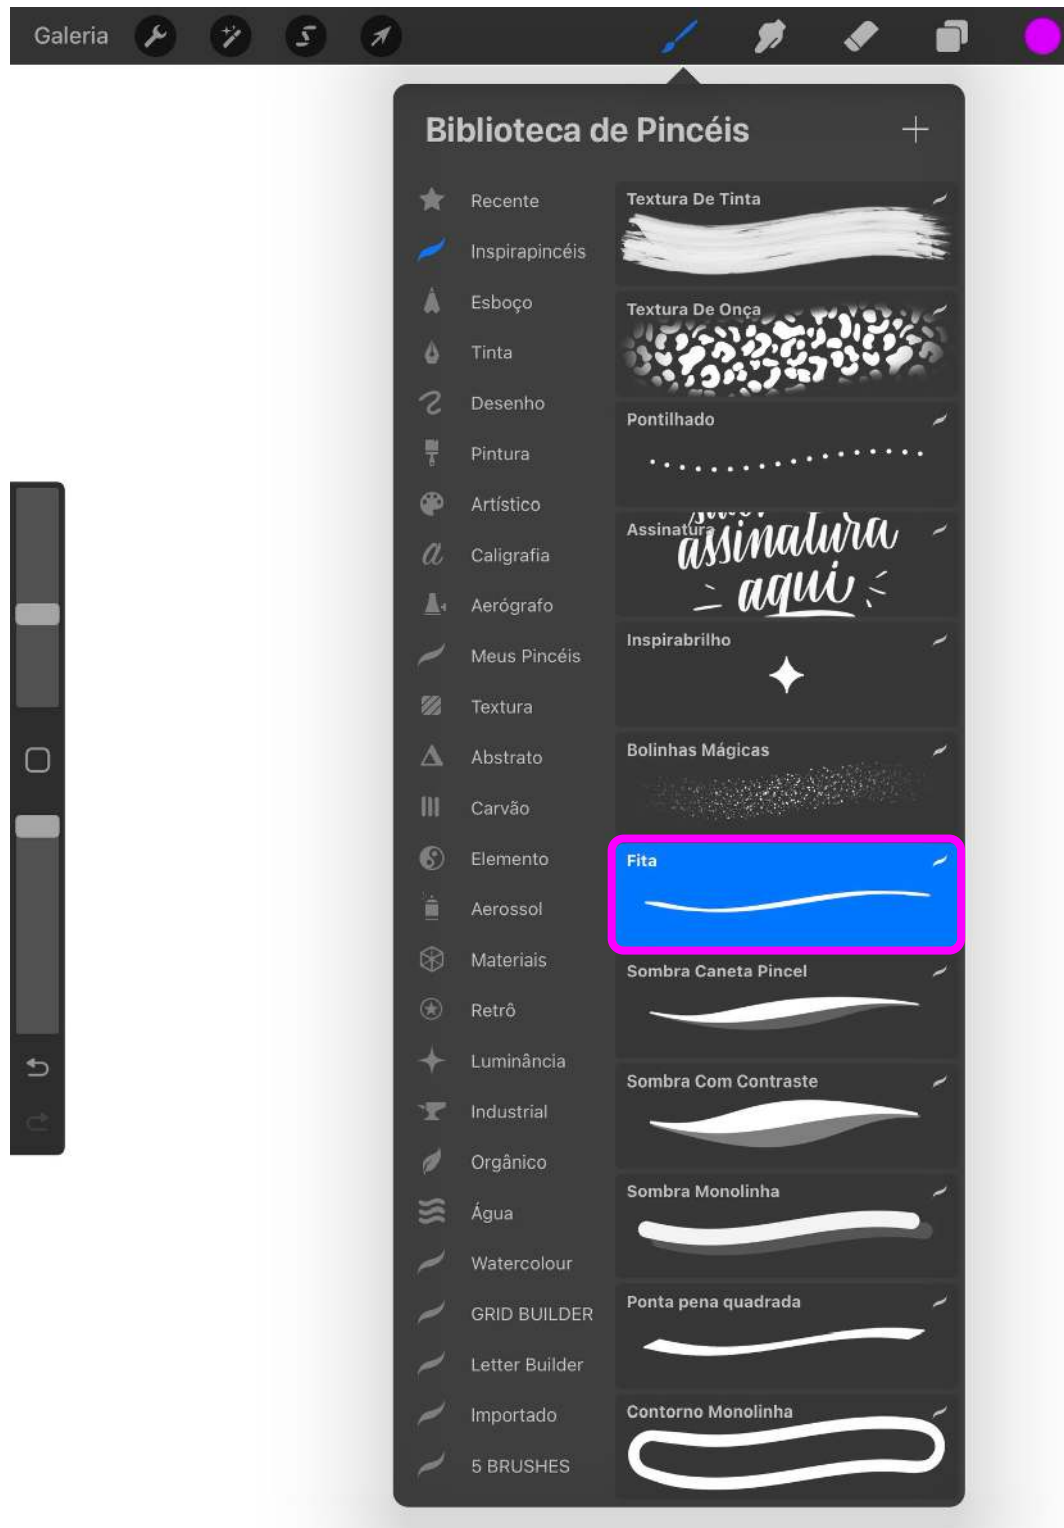 Galeria
Biblioteca de Pincéis
Recente
Inspirapincéis
Esboço
Tinta
Desenho
Pintura
Artístico
Caligrafia
Aerógrafo
Meus Pincéis
Textura
Abstrato
Carvão
Elemento
Aerossol
Materiais
Retrô
Luminância
Industrial
Orgânico
Água
Watercolour
GRID BUILDER
Letter Builder
Importado
5 BRUSHES
Textura De Tinta
Textura De Onça
Pontilhado
Assinatura
assinatura
aqui
Inspirabrilho
Bolinhas Mágicas
Fita
Sombra Caneta Pincel
Sombra Com Contraste
Sombra Monolinha
Ponta pena quadrada
Contorno Monolinha